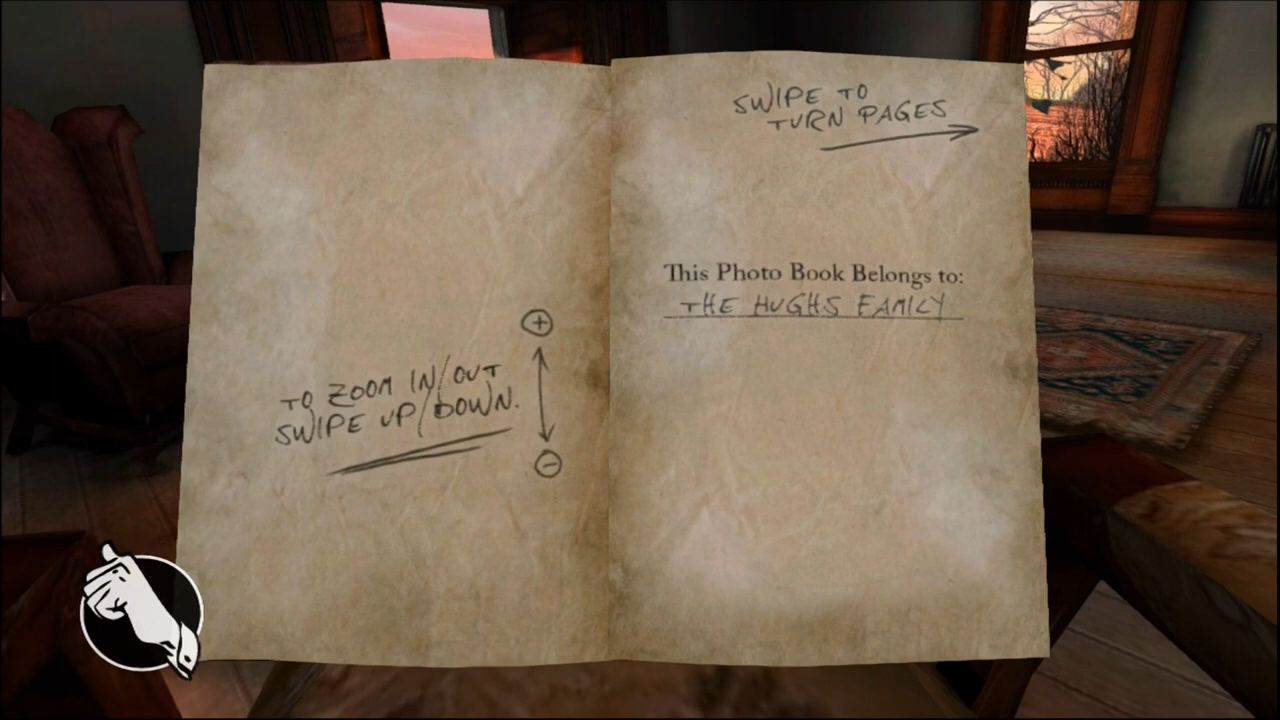 TO ZOOM IN/OUT
SWIPE UP/DOWN.
+
-
SWIPE TO
TURN PAGES
This Photo Book Belongs to:
THE HUGHS FAMILY